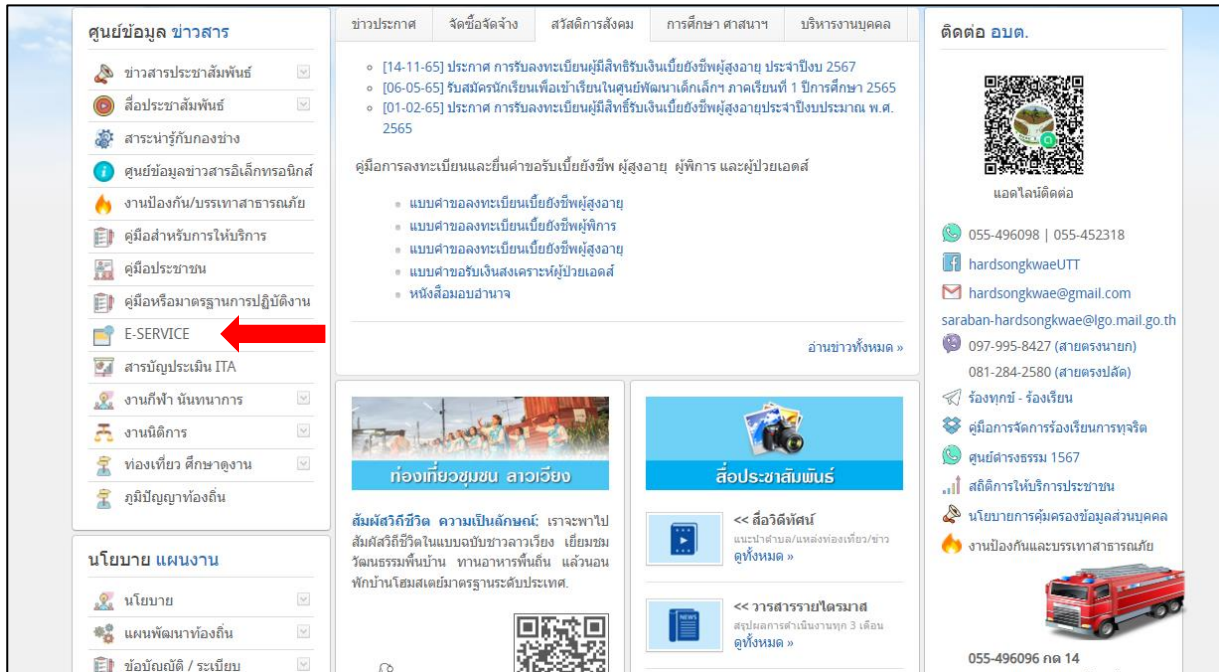 ศูนย์ข้อมูล ข่าวสาร
ข่าวสารประชาสัมพันธ์
สื่อประชาสัมพันธ์
สาระน่ารู้กับกองช่าง
ศูนย์ข้อมูลข่าวสารอิเล็กทรอนิกส์
งานป้องกัน/บรรเทาสาธารณภัย
คู่มือสำหรับการให้บริการ
คู่มือประชาชน
คู่มือหรือมาตรฐานการปฏิบัติงาน
E-SERVICE
สารบัญประเมิน ITA
งานกีฬา นันทนาการ
งานนิติการ
ท่องเที่ยว ศึกษาดูงาน
ภูมิปัญญาท้องถิ่น
นโยบาย แผนงาน
นโยบาย
แผนพัฒนาท้องถิ่น
ข้อบัญญัติ / ระเบียบ
ข่าวประกาศ จัดซื้อจัดจ้าง สวัสดิการสังคม การศึกษา ศาสนาฯ บริหารงานบุคคล
[14-11-65] ประกาศ การรับลงทะเบียนผู้มีสิทธิรับเงินเบี้ยยังชีพผู้สูงอายุ ประจำปีงบ 2567
[06-05-65] รับสมัครนักเรียนเพื่อเข้าเรียนในศูนย์พัฒนาเด็กเล็กฯ ภาคเรียนที่ 1 ปีการศึกษา 2565
[01-02-65] ประกาศ การรับลงทะเบียนผู้มีสิทธิรับเงินเบี้ยยังชีพผู้สูงอายุประจำปีงบประมาณ พ.ศ.
2565
คู่มือการลงทะเบียนและยื่นคำขอรับเบี้ยยังชีพ ผู้สูงอายุ ผู้พิการ และผู้ป่วยเอดส์
แบบคำขอลงทะเบียนเบี้ยยังชีพผู้สูงอายุ
แบบคำขอลงทะเบียนเบี้ยยังชีพผู้พิการ
แบบคำขอลงทะเบียนเบี้ยยังชีพผู้สูงอายุ
แบบคำขอรับเงินสงเคราะห์ผู้ป่วยเอดส์
หนังสือมอบอำนาจ
อ่านข่าวทั้งหมด »
ท่องเที่ยวชุมชน ลาวเวียง
สัมผัสวิถีชีวิต ความเป็นลักษณ์: เราจะพาไป
สัมผัสวิถีชีวิตในแบบฉบับชาวลาวเวียง เยี่ยมชม
วัฒนธรรมพื้นบ้าน ทานอาหารพื้นถิ่น แล้วนอน
พักบ้านโฮมสเตย์มาตรฐานระดับประเทศ.
สื่อประชาสัมพันธ์
<< สื่อวีดิทัศน์
แนะนำตำบล/แหล่งท่องเที่ยว/ข่าว
ดูทั้งหมด »
NEWS
<< วารสารรายไตรมาส
สรุปผลการดำเนินงานทุก 3 เดือน
ดูทั้งหมด »
ติดต่อ อบต.
แอดไลน์ติดต่อ
055-496098 | 055-452318
hardsongkwaeUTT
hardsongkwae@gmail.com
saraban-hardsongkwae@lgo.mail.go.th
097-995-8427 (สายตรงนายก)
081-284-2580 (สายตรงปลัด)
ร้องทุกข์ - ร้องเรียน
คู่มือการจัดการร้องเรียนการทุจริต
ศูนย์ดำรงธรรม 1567
สถิติการให้บริการประชาชน
นโยบายการคุ้มครองข้อมูลส่วนบุคคล
งานป้องกันและบรรเทาสาธารณภัย
055-496096 กด 14